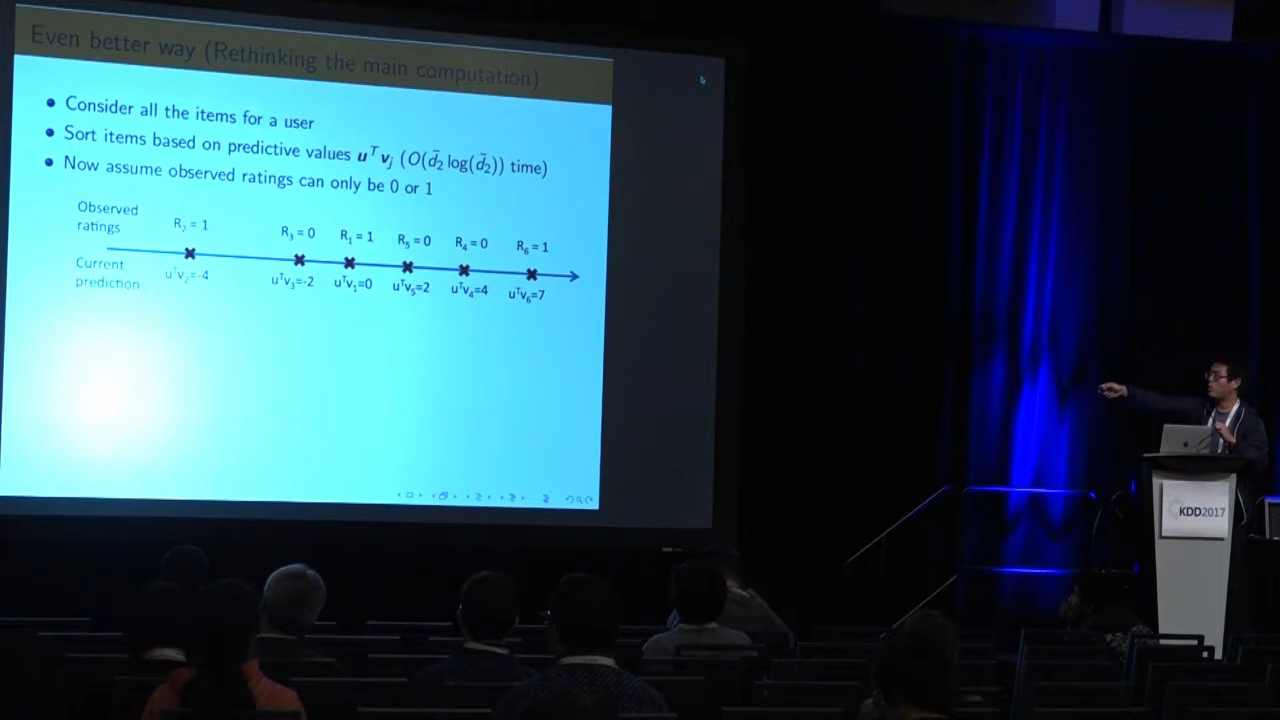 Even better way (Rethinking the main computation)
• Consider all the items for a user
• Sort items based on predictive values uᵀvⱼ (O(d̄₂ log(d̄₂)) time)
• Now assume observed ratings can only be 0 or 1
Observed ratings
R₂ = 1 R₃ = 0 R₁ = 1 R₅ = 0 R₄ = 0 R₆ = 1
Current prediction
uᵀv₂=-4 uᵀv₃=-2 uᵀv₁=0 uᵀv₅=2 uᵀv₄=4 uᵀv₆=7
KDD2017